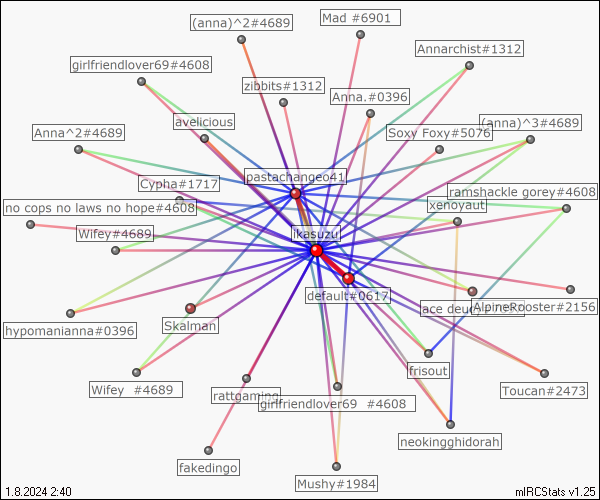 (anna)^2#4689
Mad #6901
Annarchist#1312
girlfriendlover69#4608
zibbits#1312
Anna.#0396
avelicious
(anna)^3#4689
Anna^2#4689
Soxy Foxy#5076
pastachangeo41
Cypha#1717
ramshackle gorey#4608
no cops no laws no hope#4608
xenoyaut
Wifey#4689
ikasuzu
default#0617
ace
AlpineRooster#2156
Skalman
hypomanianna#0396
frisout
Wifey #4689
rattgaming
Toucan#2473
girlfriendlover69 #4608
neokingghidorah
fakedingo
Mushy#1984
1.8.2024 2:40
mIRCStats v1.25